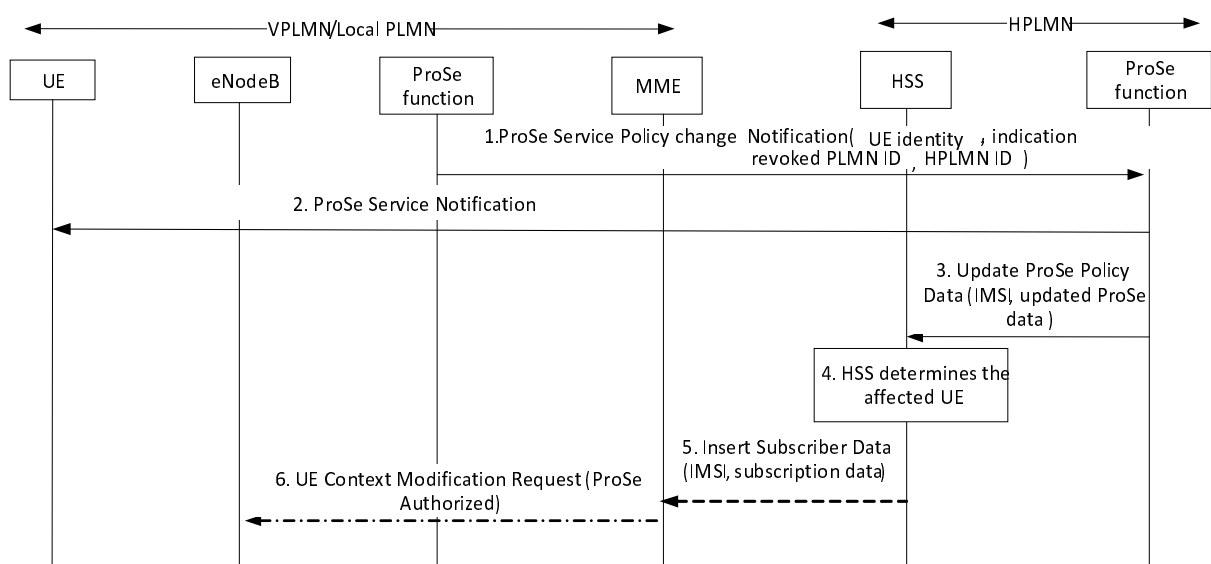 VPLMN/Local PLMN
HPLMN
UE
eNodeB
ProSe
function
MME
HSS
ProSe
function
1.ProSe Service Policy change Notification( UE identity , indication
revoked PLMN ID , HPLMN ID )
2. ProSe Service Notification
3. Update ProSe Policy
Data (IMSI, updated ProSe
data )
4. HSS determines the
affected UE
5. Insert Subscriber Data
(IMSI, subscription data)
6. UE Context Modification Request (ProSe
Authorized)